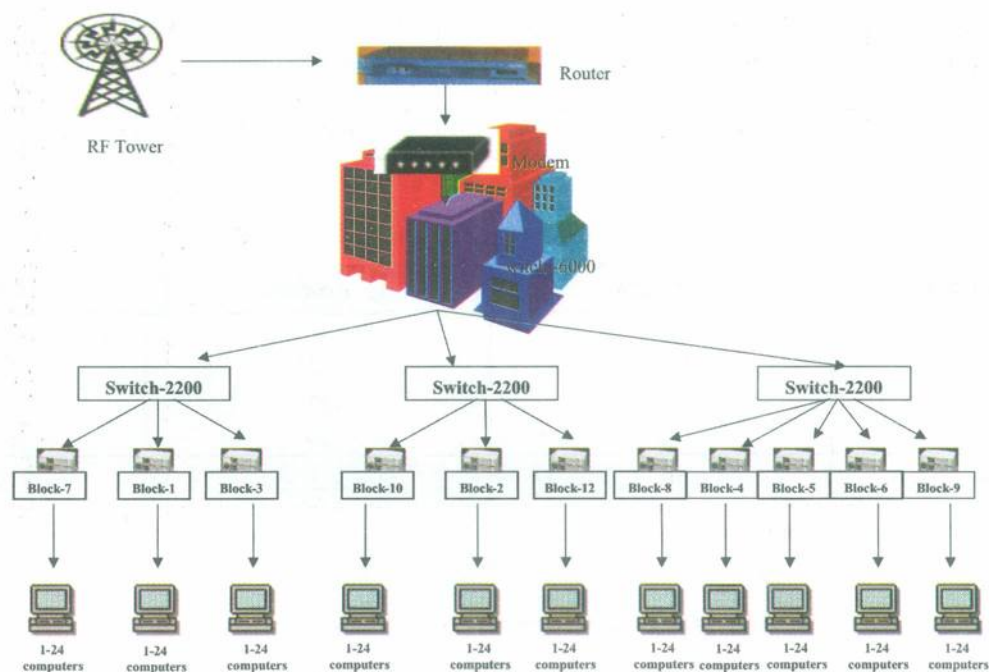 RF Tower
Router
Modem
Switch-2200
Switch-2200
Switch-2200
Block-7
Block-1
Block-3
Block-10
Block-2
Block-12
Block-8
Block-4
Block-5
Block-6
Block-9
1-24
computers
1-24
computers
1-24
computers
1-24
computers
1-24
computers
1-24
computers
1-24
computers
1-24
computers
1-24
computers
1-24
computers
1-24
computers